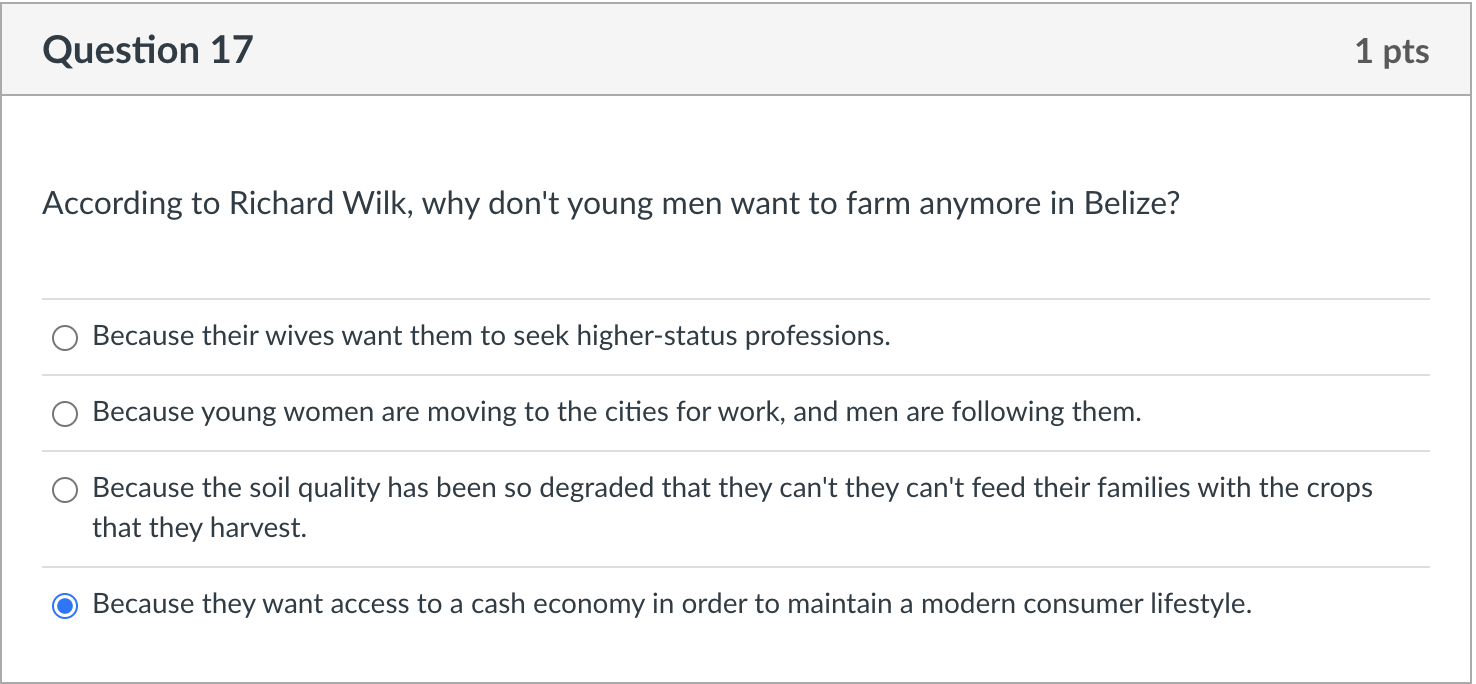 Question 17
1 pts
According to Richard Wilk, why don't young men want to farm anymore in Belize?
Because their wives want them to seek higher-status professions.
Because young women are moving to the cities for work, and men are following them.
Because the soil quality has been so degraded that they can't they can't feed their families with the crops
that they harvest.
Because they want access to a cash economy in order to maintain a modern consumer lifestyle.